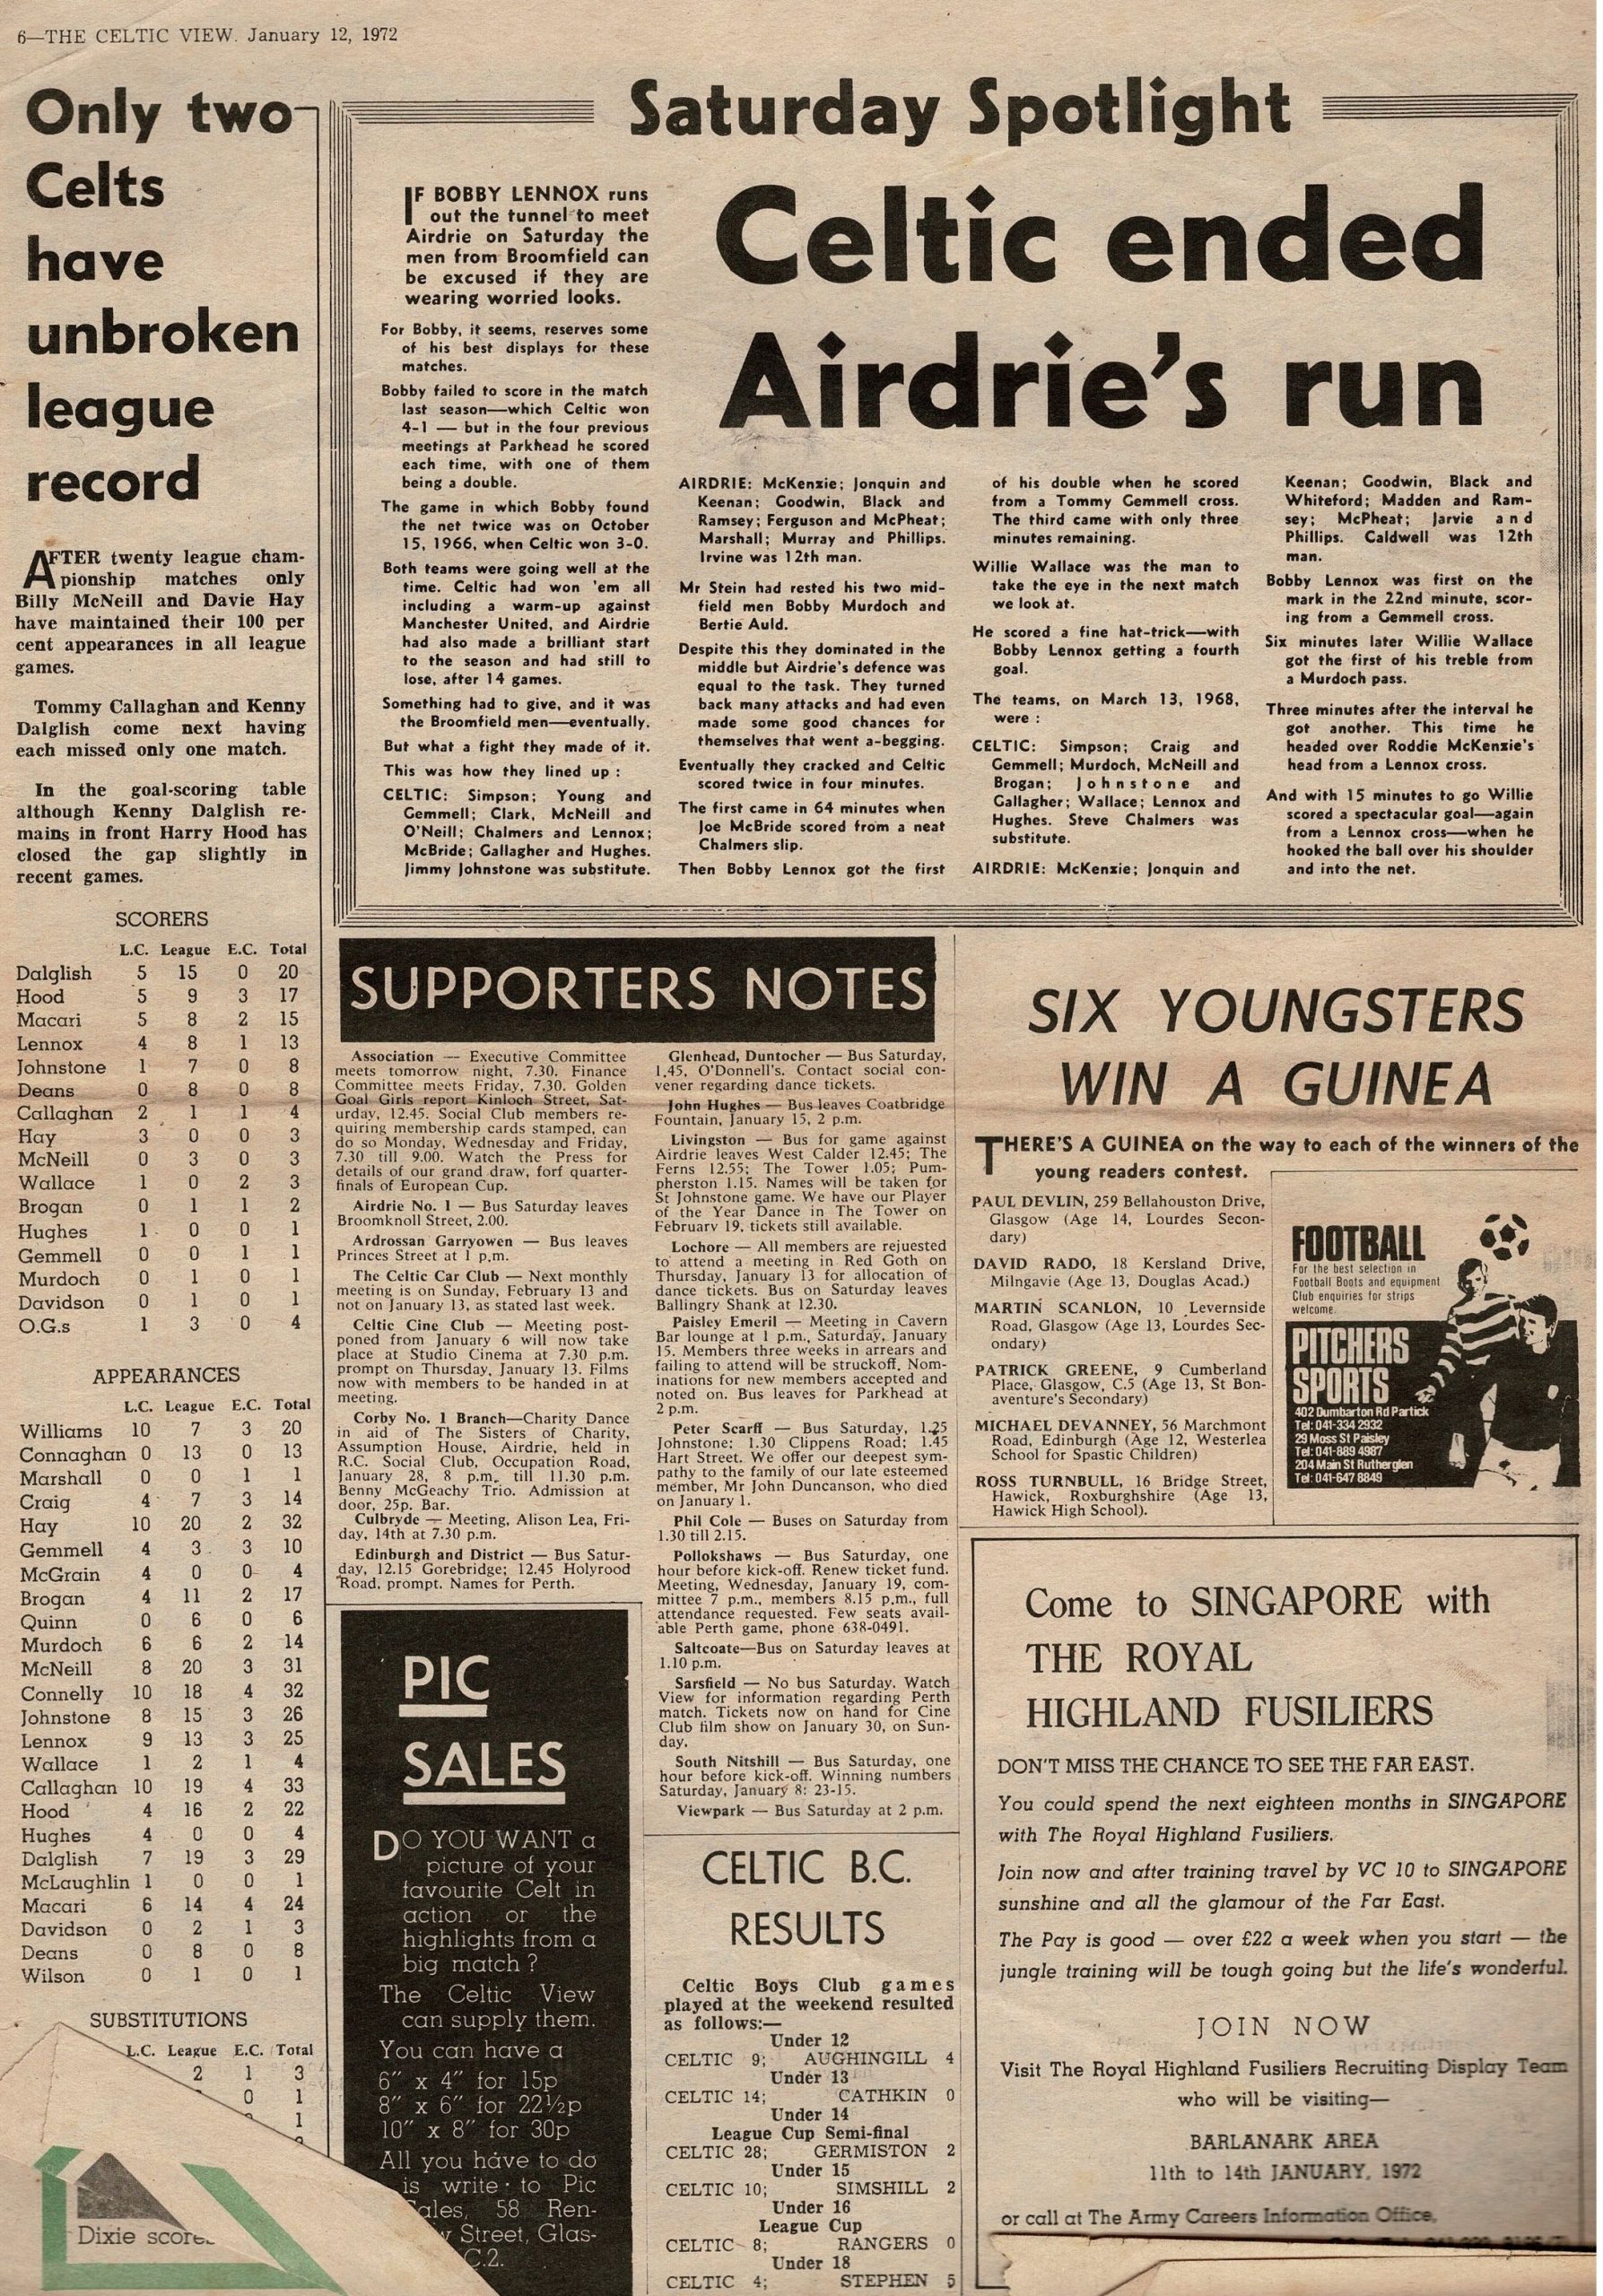 6—THE CELTIC VIEW. January 12, 1972
Only two
Celts
have
unbroken
league
record
AFTER twenty league cham-
pionship matches only
Billy McNeill and Davie Hay
have maintained their 100 per
cent appearances in all league
games.
Tommy Callaghan and Kenny
Dalglish come next having
each missed only one match.
In the goal-scoring table
although Kenny Dalglish re-
mains in front Harry Hood has
closed the gap slightly in
recent games.
SCORERS
L.C. League E.C. Total
Dalglish 5 15 0 20
Hood 5 9 3 17
Macari 5 8 2 15
Lennox 4 8 1 13
Johnstone 1 7 0 8
Deans 0 8 0 8
Callaghan 2 1 1 4
Hay 3 0 0 3
McNeill 0 3 0 3
Wallace 1 0 2 3
Brogan 0 1 1 2
Hughes 1 0 0 1
Gemmell 0 0 1 1
Murdoch 0 1 0 1
Davidson 0 1 0 1
O.G.s 1 3 0 4
APPEARANCES
L.C. League E.C. Total
Williams 10 7 3 20
Connaghan 0 13 0 13
Marshall 0 0 1 1
Craig 4 7 3 14
Hay 10 20 2 32
Gemmell 4 3 3 10
McGrain 4 0 0 4
Brogan 4 11 2 17
Quinn 0 6 0 6
Murdoch 6 6 2 14
McNeill 8 20 3 31
Connelly 10 18 4 32
Johnstone 8 15 3 26
Lennox 9 13 3 25
Wallace 1 2 1 4
Callaghan 10 19 4 33
Hood 4 16 2 22
Hughes 4 0 0 4
Dalglish 7 19 3 29
McLaughlin 1 0 0 1
Macari 6 14 4 24
Davidson 0 2 1 3
Deans 0 8 0 8
Wilson 0 1 0 1
SUBSTITUTIONS
L.C. League E.C. Total
2 1 3
0 1
1
Dixie
Saturday Spotlight
Celtic ended
Airdrie's run
IF BOBBY LENNOX runs
out the tunnel to meet
Airdrie on Saturday the
men from Broomfield can
be excused if they are
wearing worried looks.
For Bobby, it seems, reserves some
of his best displays for these
matches.
Bobby failed to score in the match
last season—which Celtic won
4-1 — but in the four previous
meetings at Parkhead he scored
each time, with one of them
being a double.
The game in which Bobby found
the net twice was on October
15, 1966, when Celtic won 3-0.
Both teams were going well at the
time. Celtic had won 'em all
including a warm-up against
Manchester United, and Airdrie
had also made a brilliant start
to the season and had still to
lose, after 14 games.
Something had to give, and it was
the Broomfield men—eventually.
But what a fight they made of it.
This was how they lined up :
CELTIC: Simpson; Young and
Gemmell; Clark, McNeill and
O'Neill; Chalmers and Lennox;
McBride; Gallagher and Hughes.
Jimmy Johnstone was substitute.
AIRDRIE: McKenzie; Jonquin and
Keenan; Goodwin, Black and
Ramsey; Ferguson and McPheat;
Marshall; Murray and Phillips.
Irvine was 12th man.
Mr Stein had rested his two mid-
field men Bobby Murdoch and
Bertie Auld.
Despite this they dominated in the
middle but Airdrie's defence was
equal to the task. They turned
back many attacks and had even
made some good chances for
themselves that went a-begging.
Eventually they cracked and Celtic
scored twice in four minutes.
The first came in 64 minutes when
Joe McBride scored from a neat
Chalmers slip.
Then Bobby Lennox got the first
of his double when he scored
from a Tommy Gemmell cross.
The third came with only three
minutes remaining.
Willie Wallace was the man to
take the eye in the next match
we look at.
He scored a fine hat-trick—with
Bobby Lennox getting a fourth
goal.
The teams, on March 13, 1968,
were :
CELTIC: Simpson; Craig and
Gemmell; Murdoch, McNeill and
Brogan; Johnstone and
Gallagher; Wallace; Lennox and
Hughes. Steve Chalmers was
substitute.
AIRDRIE: McKenzie; Jonquin and
Keenan; Goodwin, Black and
Whiteford; Madden and Ram-
sey; McPheat; Jarvie and
Phillips. Caldwell was 12th
man.
Bobby Lennox was first on the
mark in the 22nd minute, scor-
ing from a Gemmell cross.
Six minutes later Willie Wallace
got the first of his treble from
a Murdoch pass.
Three minutes after the interval he
got another. This time he
headed over Roddie McKenzie's
head from a Lennox cross.
And with 15 minutes to go Willie
scored a spectacular goal—again
from a Lennox cross—when he
hooked the ball over his shoulder
and into the net.
SUPPORTERS NOTES
Association — Executive Committee
meets tomorrow night, 7.30. Finance
Committee meets Friday, 7.30. Golden
Goal Girls report Kinloch Street, Sat-
urday, 12.45. Social Club members re-
quiring membership cards stamped, can
do so Monday, Wednesday and Friday,
7.30 till 9.00. Watch the Press for
details of our grand draw, forf quarter-
finals of European Cup.
Airdrie No. 1 — Bus Saturday leaves
Broomknoll Street, 2.00.
Ardrossan Garryowen — Bus leaves
Princes Street at 1 p.m.
The Celtic Car Club — Next monthly
meeting is on Sunday, February 13 and
not on January 13, as stated last week.
Celtic Cine Club — Meeting post-
poned from January 6 will now take
place at Studio Cinema at 7.30 p.m.
prompt on Thursday, January 13. Films
now with members to be handed in at
meeting.
Corby No. 1 Branch—Charity Dance
in aid of The Sisters of Charity,
Assumption House, Airdrie, held in
R.C. Social Club, Occupation Road,
January 28, 8 p.m. till 11.30 p.m.
Benny McGeachy Trio. Admission at
door, 25p. Bar.
Culbryde — Meeting, Alison Lea, Fri-
day, 14th at 7.30 p.m.
Edinburgh and District — Bus Satur-
day, 12.15 Gorebridge; 12.45 Holyrood
Road, prompt. Names for Perth.
Glenhead, Duntocher — Bus Saturday,
1.45, O'Donnell's. Contact social con-
vener regarding dance tickets.
John Hughes — Bus leaves Coatbridge
Fountain, January 15, 2 p.m.
Livingston — Bus for game against
Airdrie leaves West Calder 12.45; The
Ferns 12.55; The Tower 1.05; Pum-
pherston 1.15. Names will be taken for
St Johnstone game. We have our Player
of the Year Dance in The Tower on
February 19, tickets still available.
Lochore — All members are rejuested
to attend a meeting in Red Goth on
Thursday, January 13 for allocation of
dance tickets. Bus on Saturday leaves
Ballingry Shank at 12.30.
Paisley Emeril — Meeting in Cavern
Bar lounge at 1 p.m., Saturday, January
15. Members three weeks in arrears and
failing to attend will be struckoff. Nom-
inations for new members accepted and
noted on. Bus leaves for Parkhead at
2 p.m.
Peter Scarff — Bus Saturday, 1.25
Johnstone; 1.30 Clippens Road; 1.45
Hart Street. We offer our deepest sym-
pathy to the family of our late esteemed
member, Mr John Duncanson, who died
on January 1.
Phil Cole — Buses on Saturday from
1.30 till 2.15.
Pollokshaws — Bus Saturday, one
hour before kick-off. Renew ticket fund.
Meeting, Wednesday, January 19, com-
mittee 7 p.m., members 8.15 p.m., full
attendance requested. Few seats avail-
able Perth game, phone 638-0491.
Saltcoate—Bus on Saturday leaves at
1.10 p.m.
Sarsfield — No bus Saturday. Watch
View for information regarding Perth
match. Tickets now on hand for Cine
Club film show on January 30, on Sun-
day.
South Nitshill — Bus Saturday, one
hour before kick-off. Winning numbers
Saturday, January 8: 23-15.
Viewpark — Bus Saturday at 2 p.m.
PIC
SALES
DO YOU WANT a
picture of your
favourite Celt in
action or the
highlights from a
big match ?
The Celtic View
can supply them.
You can have a
6" x 4" for 15p
8" x 6" for 22½p
10" x 8" for 30p
All you have to do
is write to Pic
Sales, 58 Ren-
Street, Glas-
C.2.
CELTIC B.C.
RESULTS
Celtic Boys Club games
played at the weekend resulted
as follows:—
Under 12
CELTIC 9; AUGHINGILL 4
Under 13
CELTIC 14; CATHKIN 0
Under 14
League Cup Semi-final
CELTIC 28; GERMISTON 2
Under 15
CELTIC 10; SIMSHILL 2
Under 16
League Cup
CELTIC 8; RANGERS 0
Under 18
CELTIC 4; STEPHEN 5
SIX YOUNGSTERS
WIN A GUINEA
THERE'S A GUINEA on the way to each of the winners of the
young readers contest.
PAUL DEVLIN, 259 Bellahouston Drive,
Glasgow (Age 14, Lourdes Secon-
dary)
DAVID RADO, 18 Kersland Drive,
Milngavie (Age 13, Douglas Acad.)
MARTIN SCANLON, 10 Levernside
Road, Glasgow (Age 13, Lourdes Sec-
ondary)
PATRICK GREENE, 9 Cumberland
Place, Glasgow, C.5 (Age 13, St Bon-
aventure's Secondary)
MICHAEL DEVANNEY, 56 Marchmont
Road, Edinburgh (Age 12, Westerlea
School for Spastic Children)
ROSS TURNBULL, 16 Bridge Street,
Hawick, Roxburghshire (Age 13,
Hawick High School).
FOOTBALL
For the best selection in
Football Boots and equipment
Club enquiries for strips
welcome.
PITCHERS
SPORTS
402 Dumbarton Rd Partick
Tel: 041-334 2932
29 Moss St Paisley
Tel: 041-889 4987
204 Main St Rutherglen
Tel: 041-647 8849
Come to SINGAPORE with
THE ROYAL
HIGHLAND FUSILIERS
DON'T MISS THE CHANCE TO SEE THE FAR EAST.
You could spend the next eighteen months in SINGAPORE
with The Royal Highland Fusiliers.
Join now and after training travel by VC 10 to SINGAPORE
sunshine and all the glamour of the Far East.
The Pay is good — over £22 a week when you start — the
jungle training will be tough going but the life's wonderful.
JOIN NOW
Visit The Royal Highland Fusiliers Recruiting Display Team
who will be visiting—
BARLANARK AREA
11th to 14th JANUARY, 1972
or call at The Army Careers Information Office,